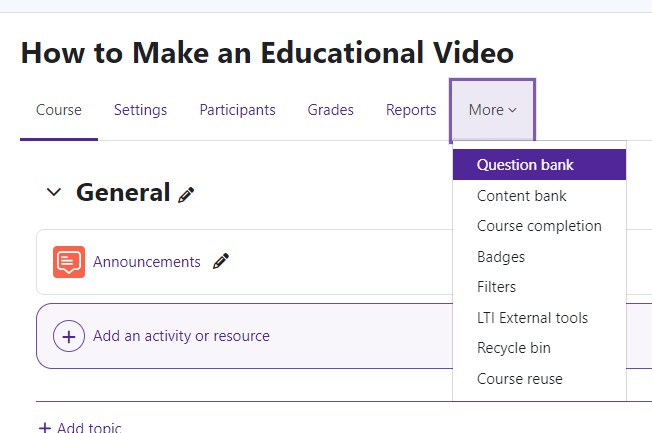 How to Make an Educational Video
Course Settings Participants Grades Reports More
Question bank
General
Content bank
Course completion
Announcements
Badges
Filters
LTI External tools
Add an activity or resource
Recycle bin
Course reuse
Add topic